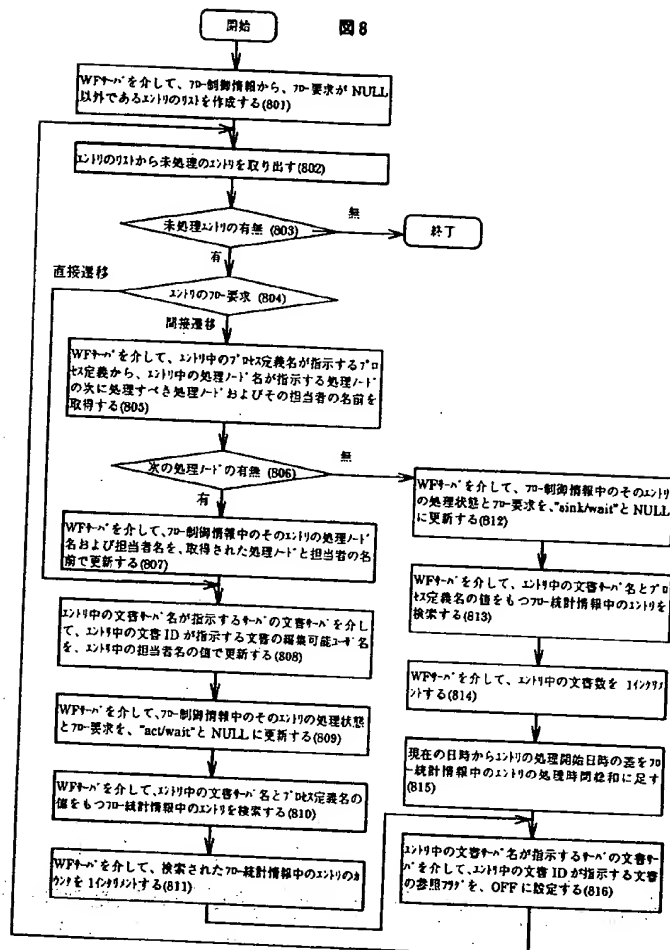 図8
開始
WFサーバを介して、フロー制御情報から、フロー要求が NULL
以外であるエントリのリストを作成する(801)
エントリのリストから未処理のエントリを取り出す(802)
未処理エントリの有無 (803)
無
終了
有
直接遷移
エントリのフロー要求 (804)
間接遷移
WFサーバを介して、エントリ中のプロセス定義名が指示するプロ
セス定義から、エントリ中の処理ノード名が指示する処理ノード
の次に処理すべき処理ノードおよびその担当者の名前を
取得する(805)
次の処理ノードの有無 (806)
無
有
WFサーバを介して、フロー制御情報中のそのエントリの処理ノード
名および担当者名を、取得された処理ノードと担当者の名
前で更新する(807)
エントリ中の文書サーバ名が指示するサーバの文書サーバを介し
て、エントリ中の文書 ID が指示する文書の編集可能ユーザ名
を、エントリ中の担当者名の値で更新する(808)
WFサーバを介して、フロー制御情報中のそのエントリの処理状態
とフロー要求を、"act/wait"と NULL に更新する(809)
WFサーバを介して、エントリ中の文書サーバ名とプロセス定義名の
値をもつフロー統計情報中のエントリを検索する(810)
WFサーバを介して、検索されたフロー統計情報中のエントリのカ
ウンタを 1インクリメントする(811)
WFサーバを介して、フロー制御情報中のそのエントリ
の処理状態とフロー要求を、"sink/wait"と NULL
に更新する(812)
WFサーバを介して、エントリ中の文書サーバ名とプロ
セス定義名の値をもつフロー統計情報中のエントリを
検索する(813)
WFサーバを介して、エントリ中の文書数を 1インクリメ
ントする(814)
現在の日時からエントリの処理開始日時の差をフロ
ー統計情報中のエントリの処理時間総和に足す
(815)
エントリ中の文書サーバ名が指示するサーバの文書サー
バを介して、エントリ中の文書 ID が指示する文書
の参照フラグを、OFF に設定する(816)